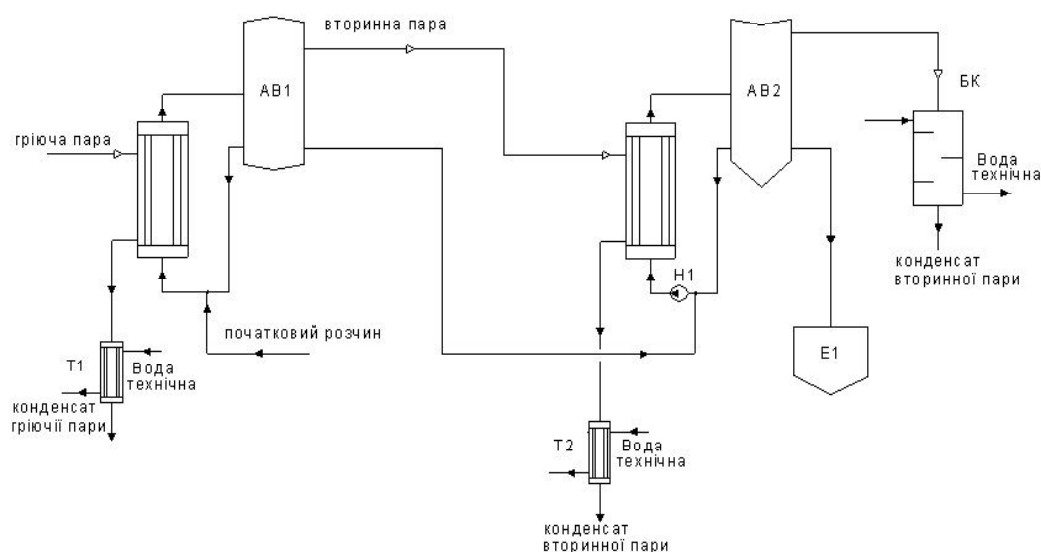 вторинна пара
АВ1
АВ2
БК
гріюча пара
Вода
технічна
Н1
конденсат
вторинної пари
початковий розчин
Т1
Вода
технічна
Е1
конденсат
гріючії пари
Т2
Вода
технічна
конденсат
вторинної пари